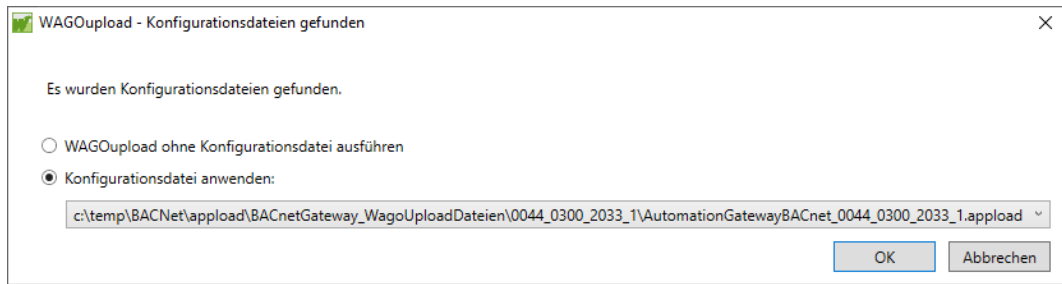 WAGOupload - Konfigurationsdateien gefunden
Es wurden Konfigurationsdateien gefunden.
WAGOupload ohne Konfigurationsdatei ausführen
Konfigurationsdatei anwenden:
c:\temp\BACNet\appload\BACnetGateway_WagoUploadDateien\0044_0300_2033_1\AutomationGatewayBACnet_0044_0300_2033_1.appload
OK Abbrechen